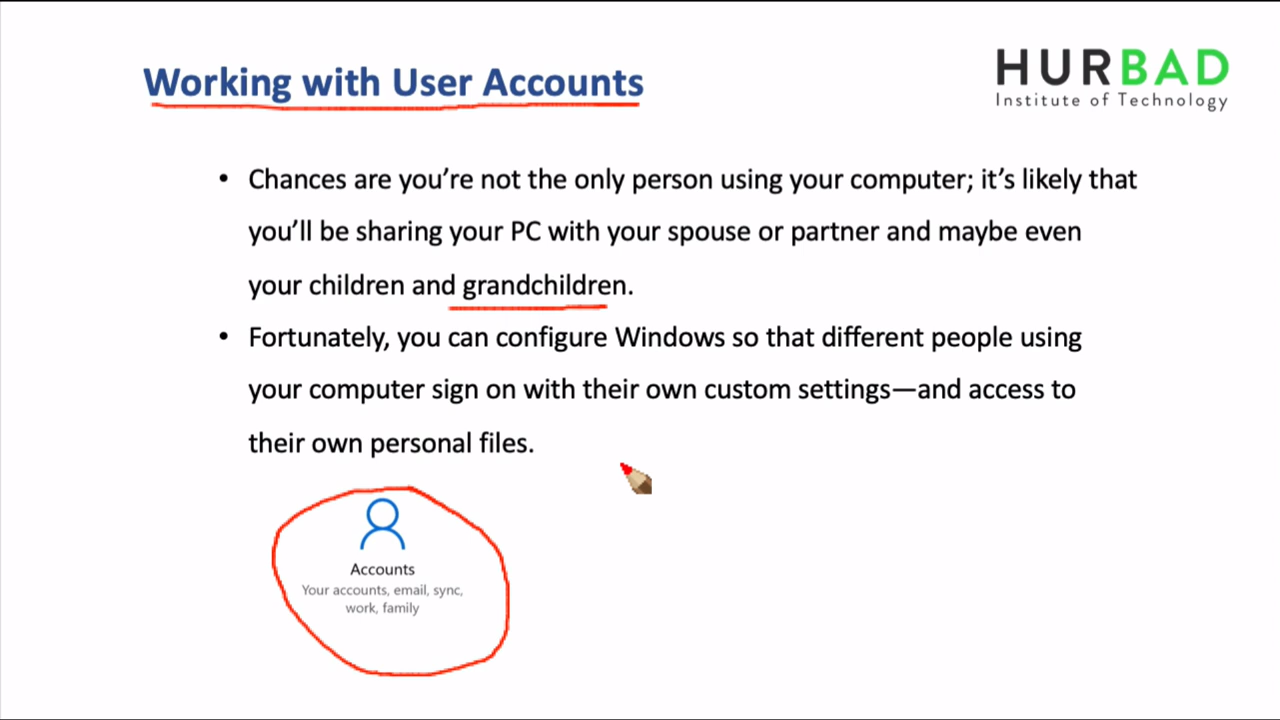 Working with User Accounts
HURBAD
Institute of Technology
• Chances are you’re not the only person using your computer; it’s likely that
you’ll be sharing your PC with your spouse or partner and maybe even
your children and grandchildren.
• Fortunately, you can configure Windows so that different people using
your computer sign on with their own custom settings—and access to
their own personal files.
Accounts
Your accounts, email, sync,
work, family